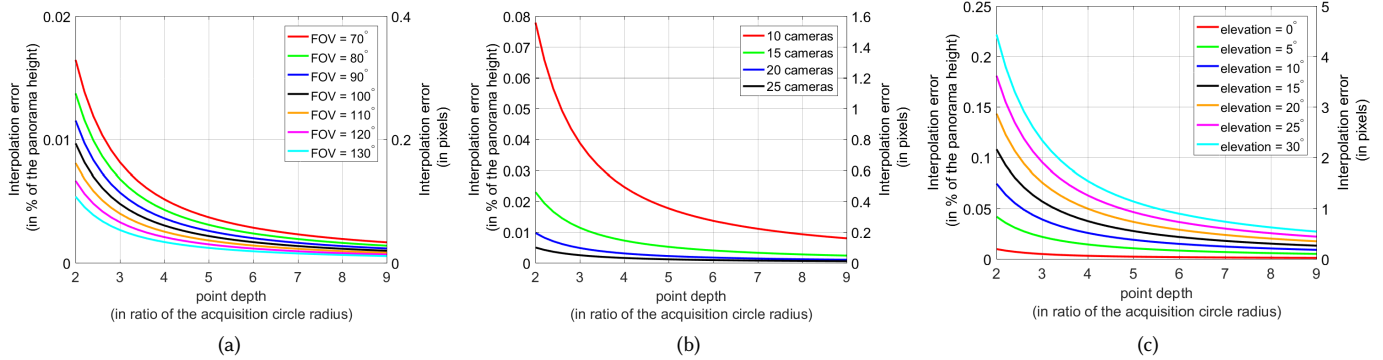 0.02
0.01
0
Interpolation error
(in % of the panorama height)
0.4
0.2
0
Interpolation error
(in pixels)
FOV = 70°
FOV = 80°
FOV = 90°
FOV = 100°
FOV = 110°
FOV = 120°
FOV = 130°
2 3 4 5 6 7 8 9
point depth
(in ratio of the acquisition circle radius)
(a)
0.08
0.07
0.06
0.05
0.04
0.03
0.02
0.01
0
Interpolation error
(in % of the panorama height)
1.6
1.4
1.2
1
0.8
0.6
0.4
0.2
0
Interpolation error
(in pixels)
10 cameras
15 cameras
20 cameras
25 cameras
2 3 4 5 6 7 8 9
point depth
(in ratio of the acquisition circle radius)
(b)
0.25
0.2
0.15
0.1
0.05
0
Interpolation error
(in % of the panorama height)
5
4
3
2
1
0
Interpolation error
(in pixels)
elevation = 0°
elevation = 5°
elevation = 10°
elevation = 15°
elevation = 20°
elevation = 25°
elevation = 30°
2 3 4 5 6 7 8 9
point depth
(in ratio of the acquisition circle radius)
(c)